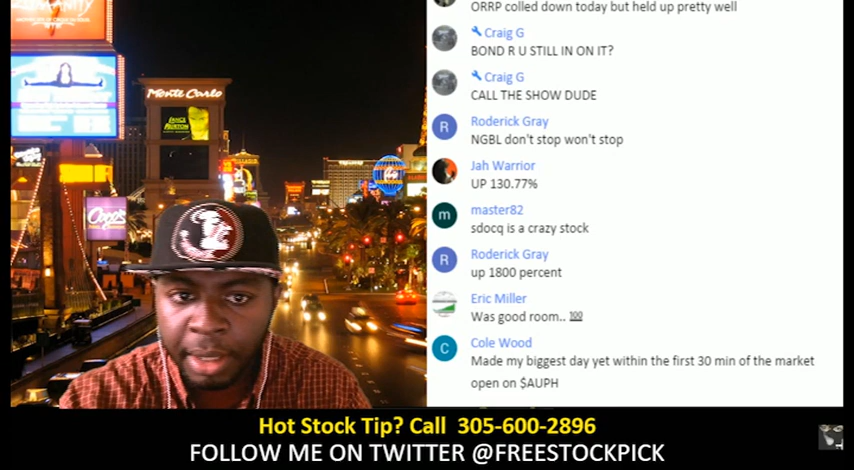 HUMANITY
Monte Carlo
LANCE
BURTON
Coco's
ORRP colled down today but held up pretty well
Craig G
BOND R U STILL IN ON IT?
Craig G
CALL THE SHOW DUDE
R
Roderick Gray
NGBL don't stop won't stop
Jah Warrior
UP 130.77%
m
master82
sdocq is a crazy stock
R
Roderick Gray
up 1800 percent
Eric Miller
Was good room.. 💯
C
Cole Wood
Made my biggest day yet within the first 30 min of the market
open on $AUPH
Hot Stock Tip? Call 305-600-2896
FOLLOW ME ON TWITTER @FREESTOCKPICK